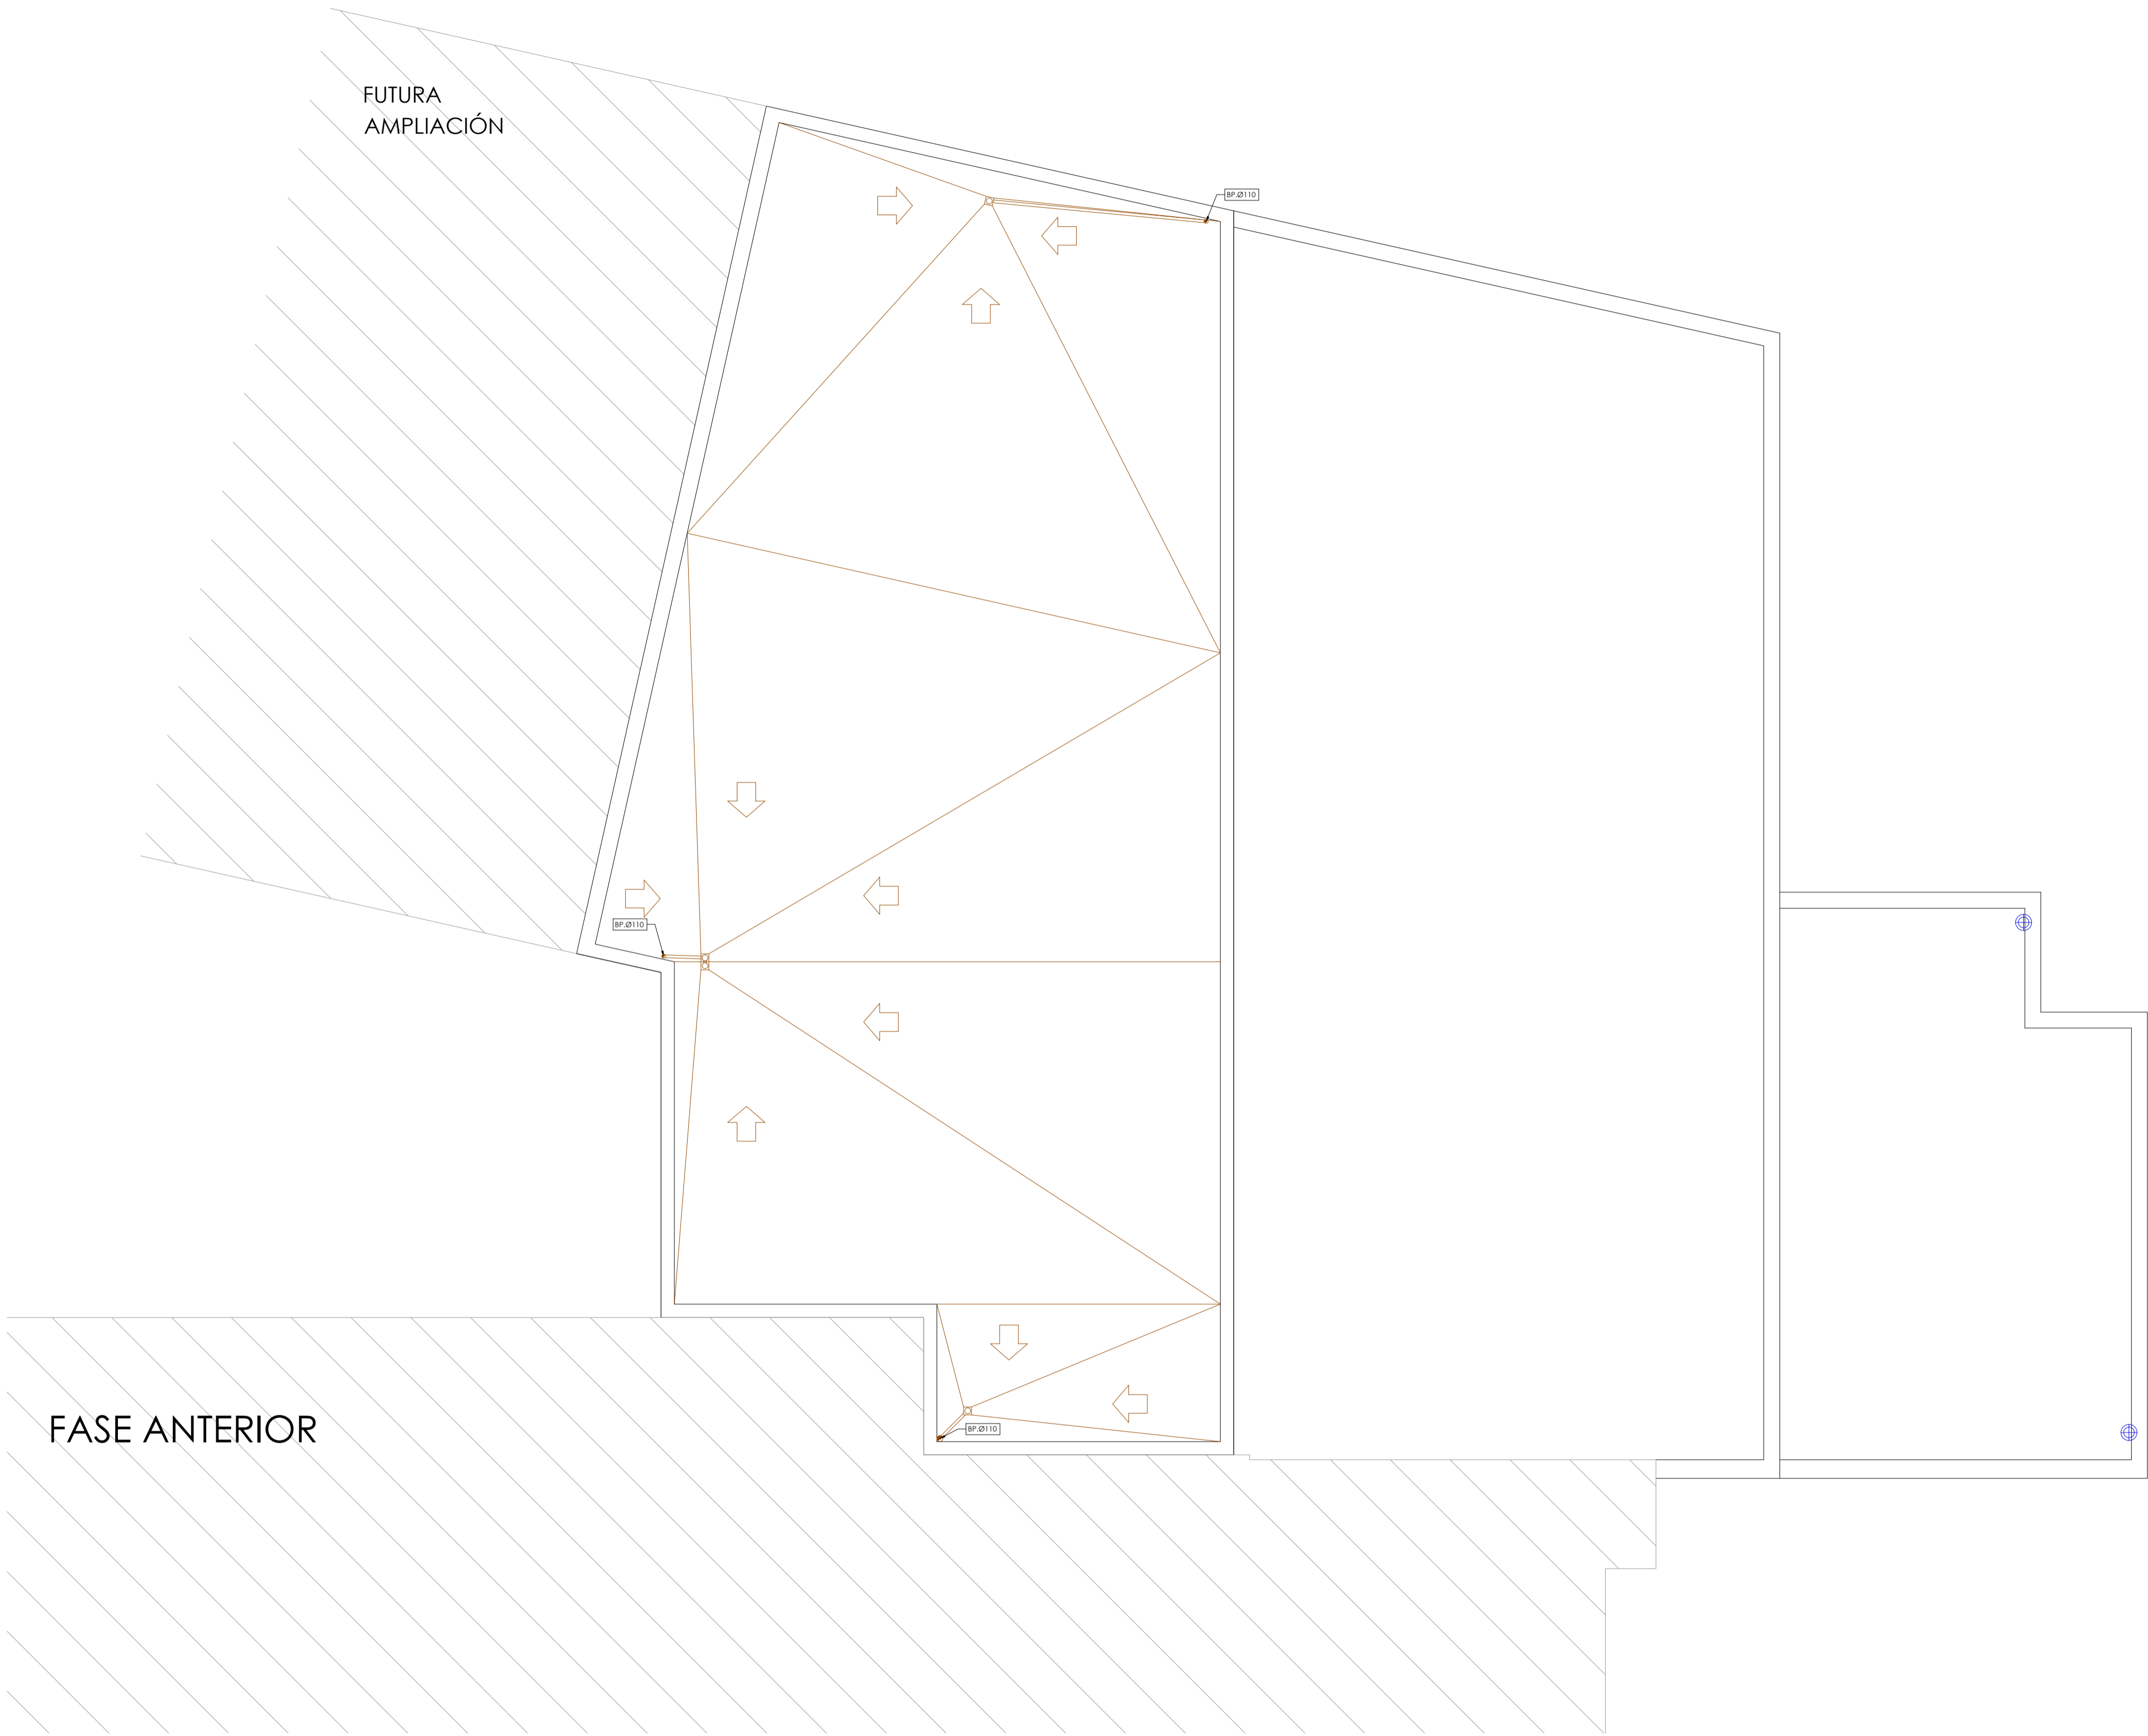 FUTURA
AMPLIACIÓN
BP.Ø110
BP.Ø110
FASE ANTERIOR
BP.Ø110